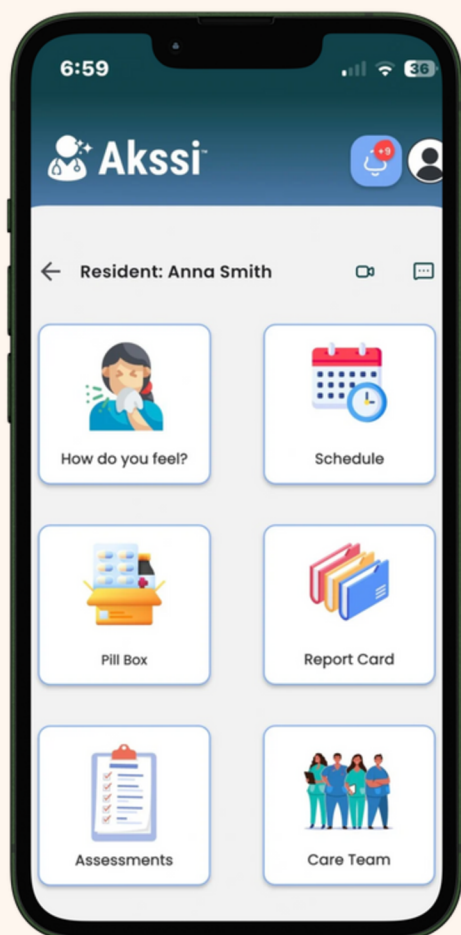 6:59
36
Akssi™
+9
Resident: Anna Smith
How do you feel?
Schedule
Pill Box
Report Card
Assessments
Care Team